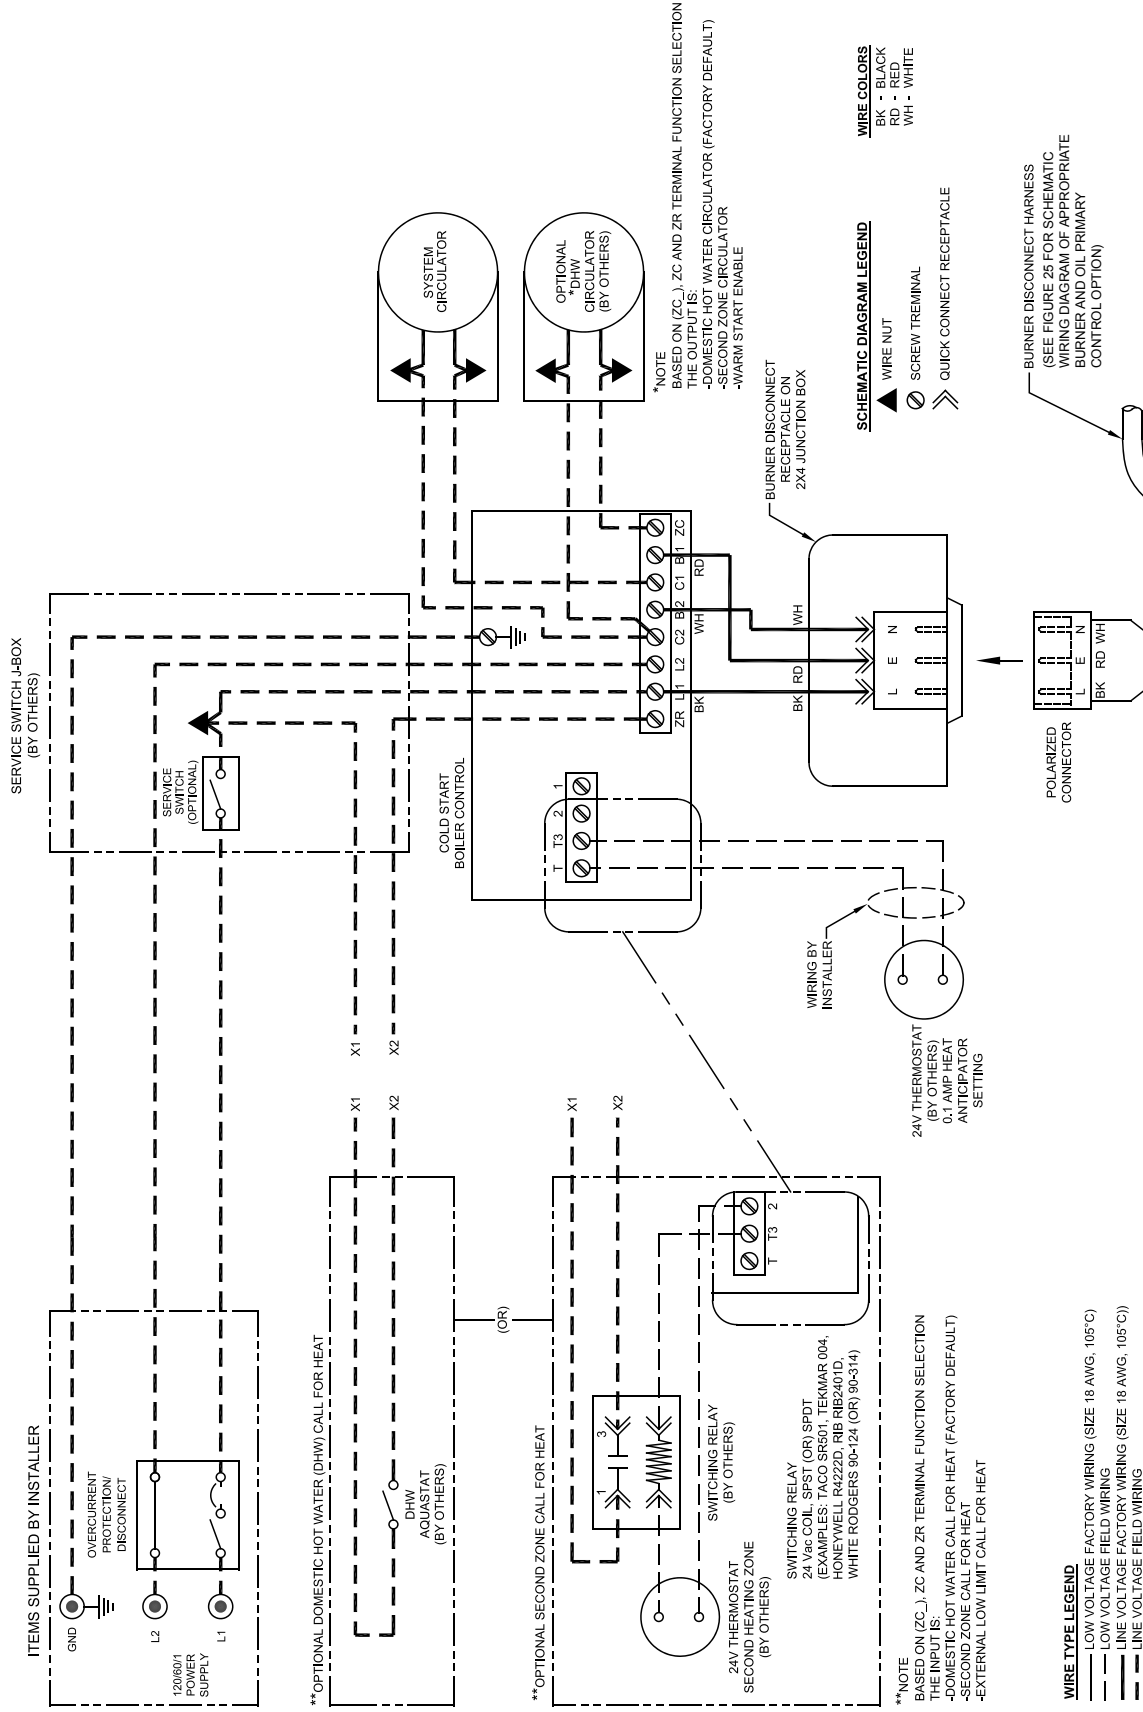 ITEMS SUPPLIED BY INSTALLER
GND
L2
L1
120/60/1
POWER
SUPPLY
OVERCURRENT
PROTECTION/
DISCONNECT
SERVICE SWITCH J-BOX
(BY OTHERS)
SERVICE
SWITCH
(OPTIONAL)
**OPTIONAL DOMESTIC HOT WATER (DHW) CALL FOR HEAT
DHW
AQUASTAT
(BY OTHERS)
X1
X2
X1
X2
(OR)
**OPTIONAL SECOND ZONE CALL FOR HEAT
X1
X2
1
3
SWITCHING RELAY
(BY OTHERS)
24V THERMOSTAT
SECOND HEATING ZONE
(BY OTHERS)
T
T3
2
SWITCHING RELAY
24 Vac COIL, SPST (OR) SPDT
(EXAMPLES: TACO SR501, TEKMAR 004,
HONEYWELL R4222D, RIB RIB2401D,
WHITE RODGERS 90-124 (OR) 90-314)
**NOTE
BASED ON (ZC_), ZC AND ZR TERMINAL FUNCTION SELECTION
THE INPUT IS:
-DOMESTIC HOT WATER CALL FOR HEAT (FACTORY DEFAULT)
-SECOND ZONE CALL FOR HEAT
-EXTERNAL LOW LIMIT CALL FOR HEAT
WIRE TYPE LEGEND
LOW VOLTAGE FACTORY WIRING (SIZE 18 AWG, 105°C)
LOW VOLTAGE FIELD WIRING
LINE VOLTAGE FACTORY WIRING (SIZE 18 AWG, 105°C))
LINE VOLTAGE FIELD WIRING
COLD START
BOILER CONTROL
T
T3
2
1
ZR
L1
L2
C2
B2
C1
B1
ZC
BK
WH
RD
24V THERMOSTAT
(BY OTHERS)
0.1 AMP HEAT
ANTICIPATOR
SETTING
WIRING BY
INSTALLER
SYSTEM
CIRCULATOR
OPTIONAL
*DHW
CIRCULATOR
(BY OTHERS)
*NOTE
BASED ON (ZC_), ZC AND ZR TERMINAL FUNCTION SELECTION
THE OUTPUT IS:
-DOMESTIC HOT WATER CIRCULATOR (FACTORY DEFAULT)
-SECOND ZONE CIRCULATOR
-WARM START ENABLE
BURNER DISCONNECT
RECEPTACLE ON
2X4 JUNCTION BOX
BK
RD
WH
L
E
N
POLARIZED
CONNECTOR
L
E
N
BK
RD
WH
SCHEMATIC DIAGRAM LEGEND
WIRE NUT
SCREW TREMINAL
QUICK CONNECT RECEPTACLE
WIRE COLORS
BK - BLACK
RD - RED
WH - WHITE
BURNER DISCONNECT HARNESS
(SEE FIGURE 25 FOR SCHEMATIC
WIRING DIAGRAM OF APPROPRIATE
BURNER AND OIL PRIMARY
CONTROL OPTION)